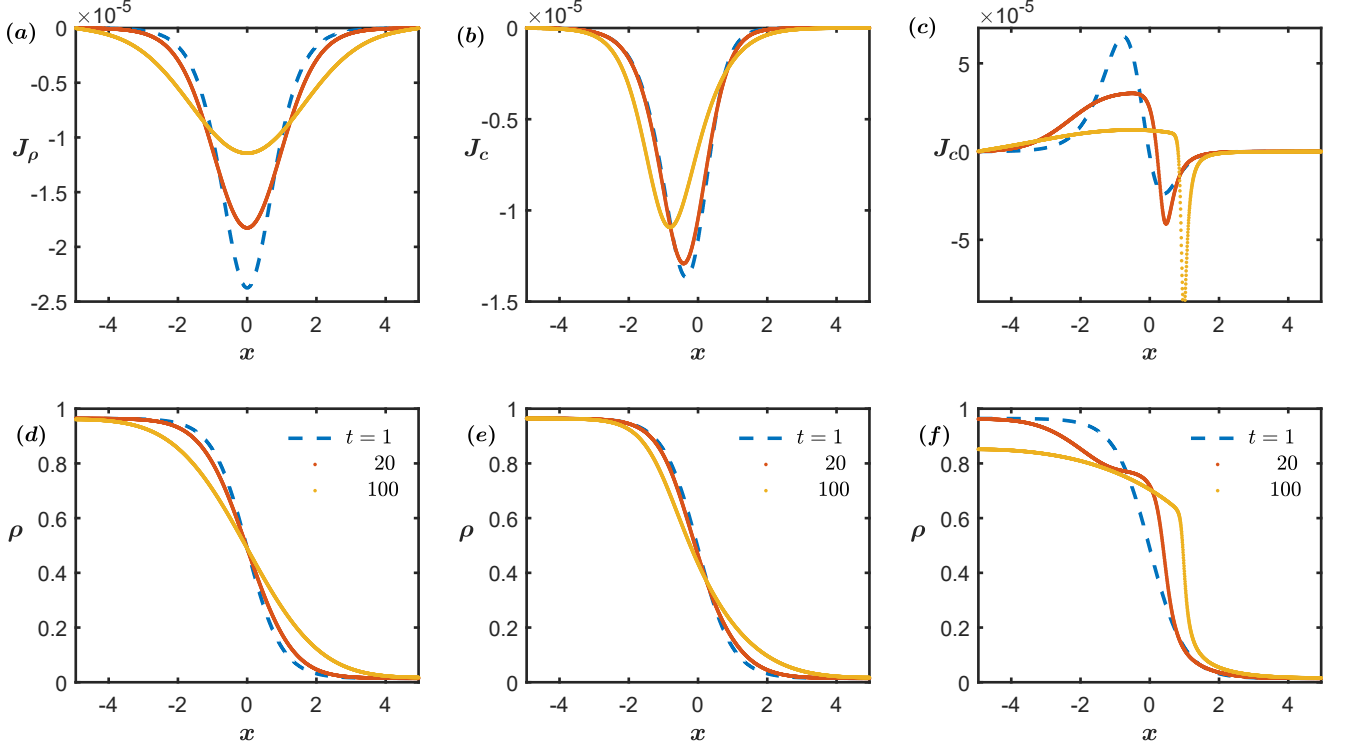 ×10⁻⁵ ×10⁻⁵ ×10⁻⁵
(a) (b) (c)
0 -0.5 -1 -1.5 -2 -2.5
Jρ
-4 -2 0 2 4
x
0 -0.5 -1 -1.5
Jc
-4 -2 0 2 4
x
5 0 -5
Jc
-4 -2 0 2 4
x
(d)
1 0.8 0.6 0.4 0.2 0
ρ
t = 1
20
100
-4 -2 0 2 4
x
(e)
1 0.8 0.6 0.4 0.2 0
ρ
t = 1
20
100
-4 -2 0 2 4
x
(f)
1 0.8 0.6 0.4 0.2 0
ρ
t = 1
20
100
-4 -2 0 2 4
x